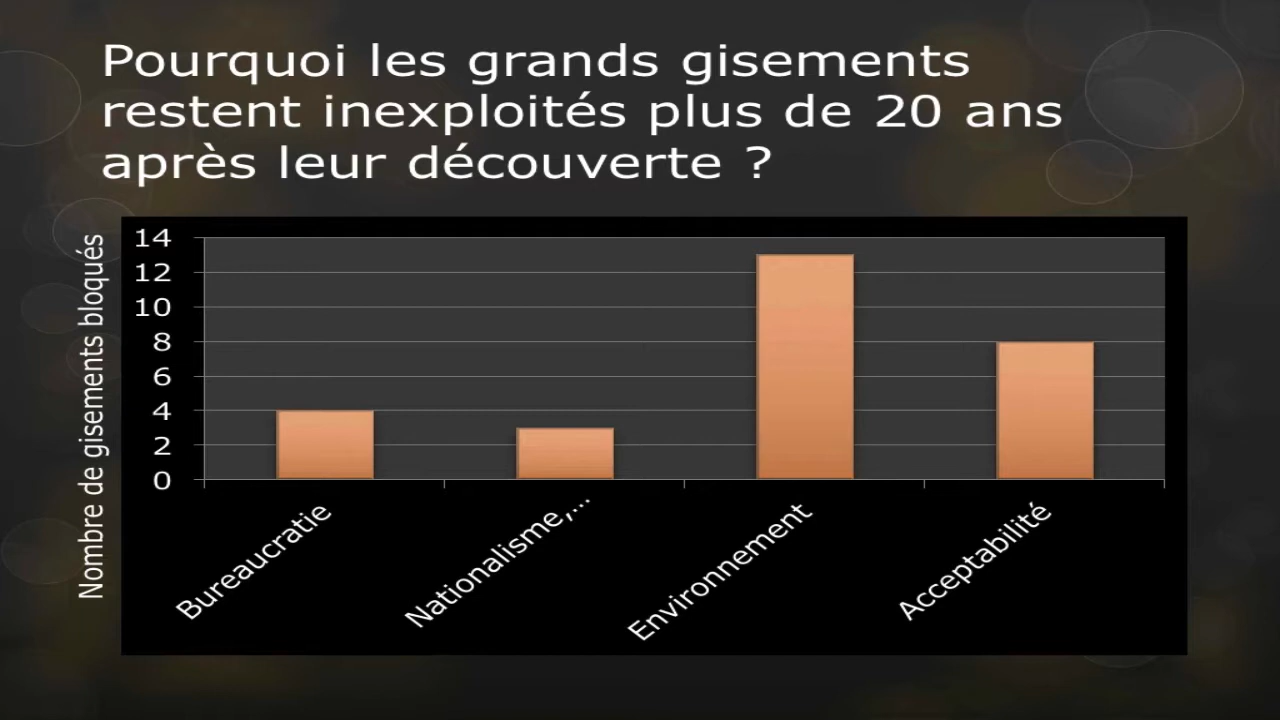 Pourquoi les grands gisements
restent inexploités plus de 20 ans
après leur découverte ?
Nombre de gisements bloqués
14
12
10
8
6
4
2
0
Bureaucratie
Nationalisme,...
Environnement
Acceptabilité